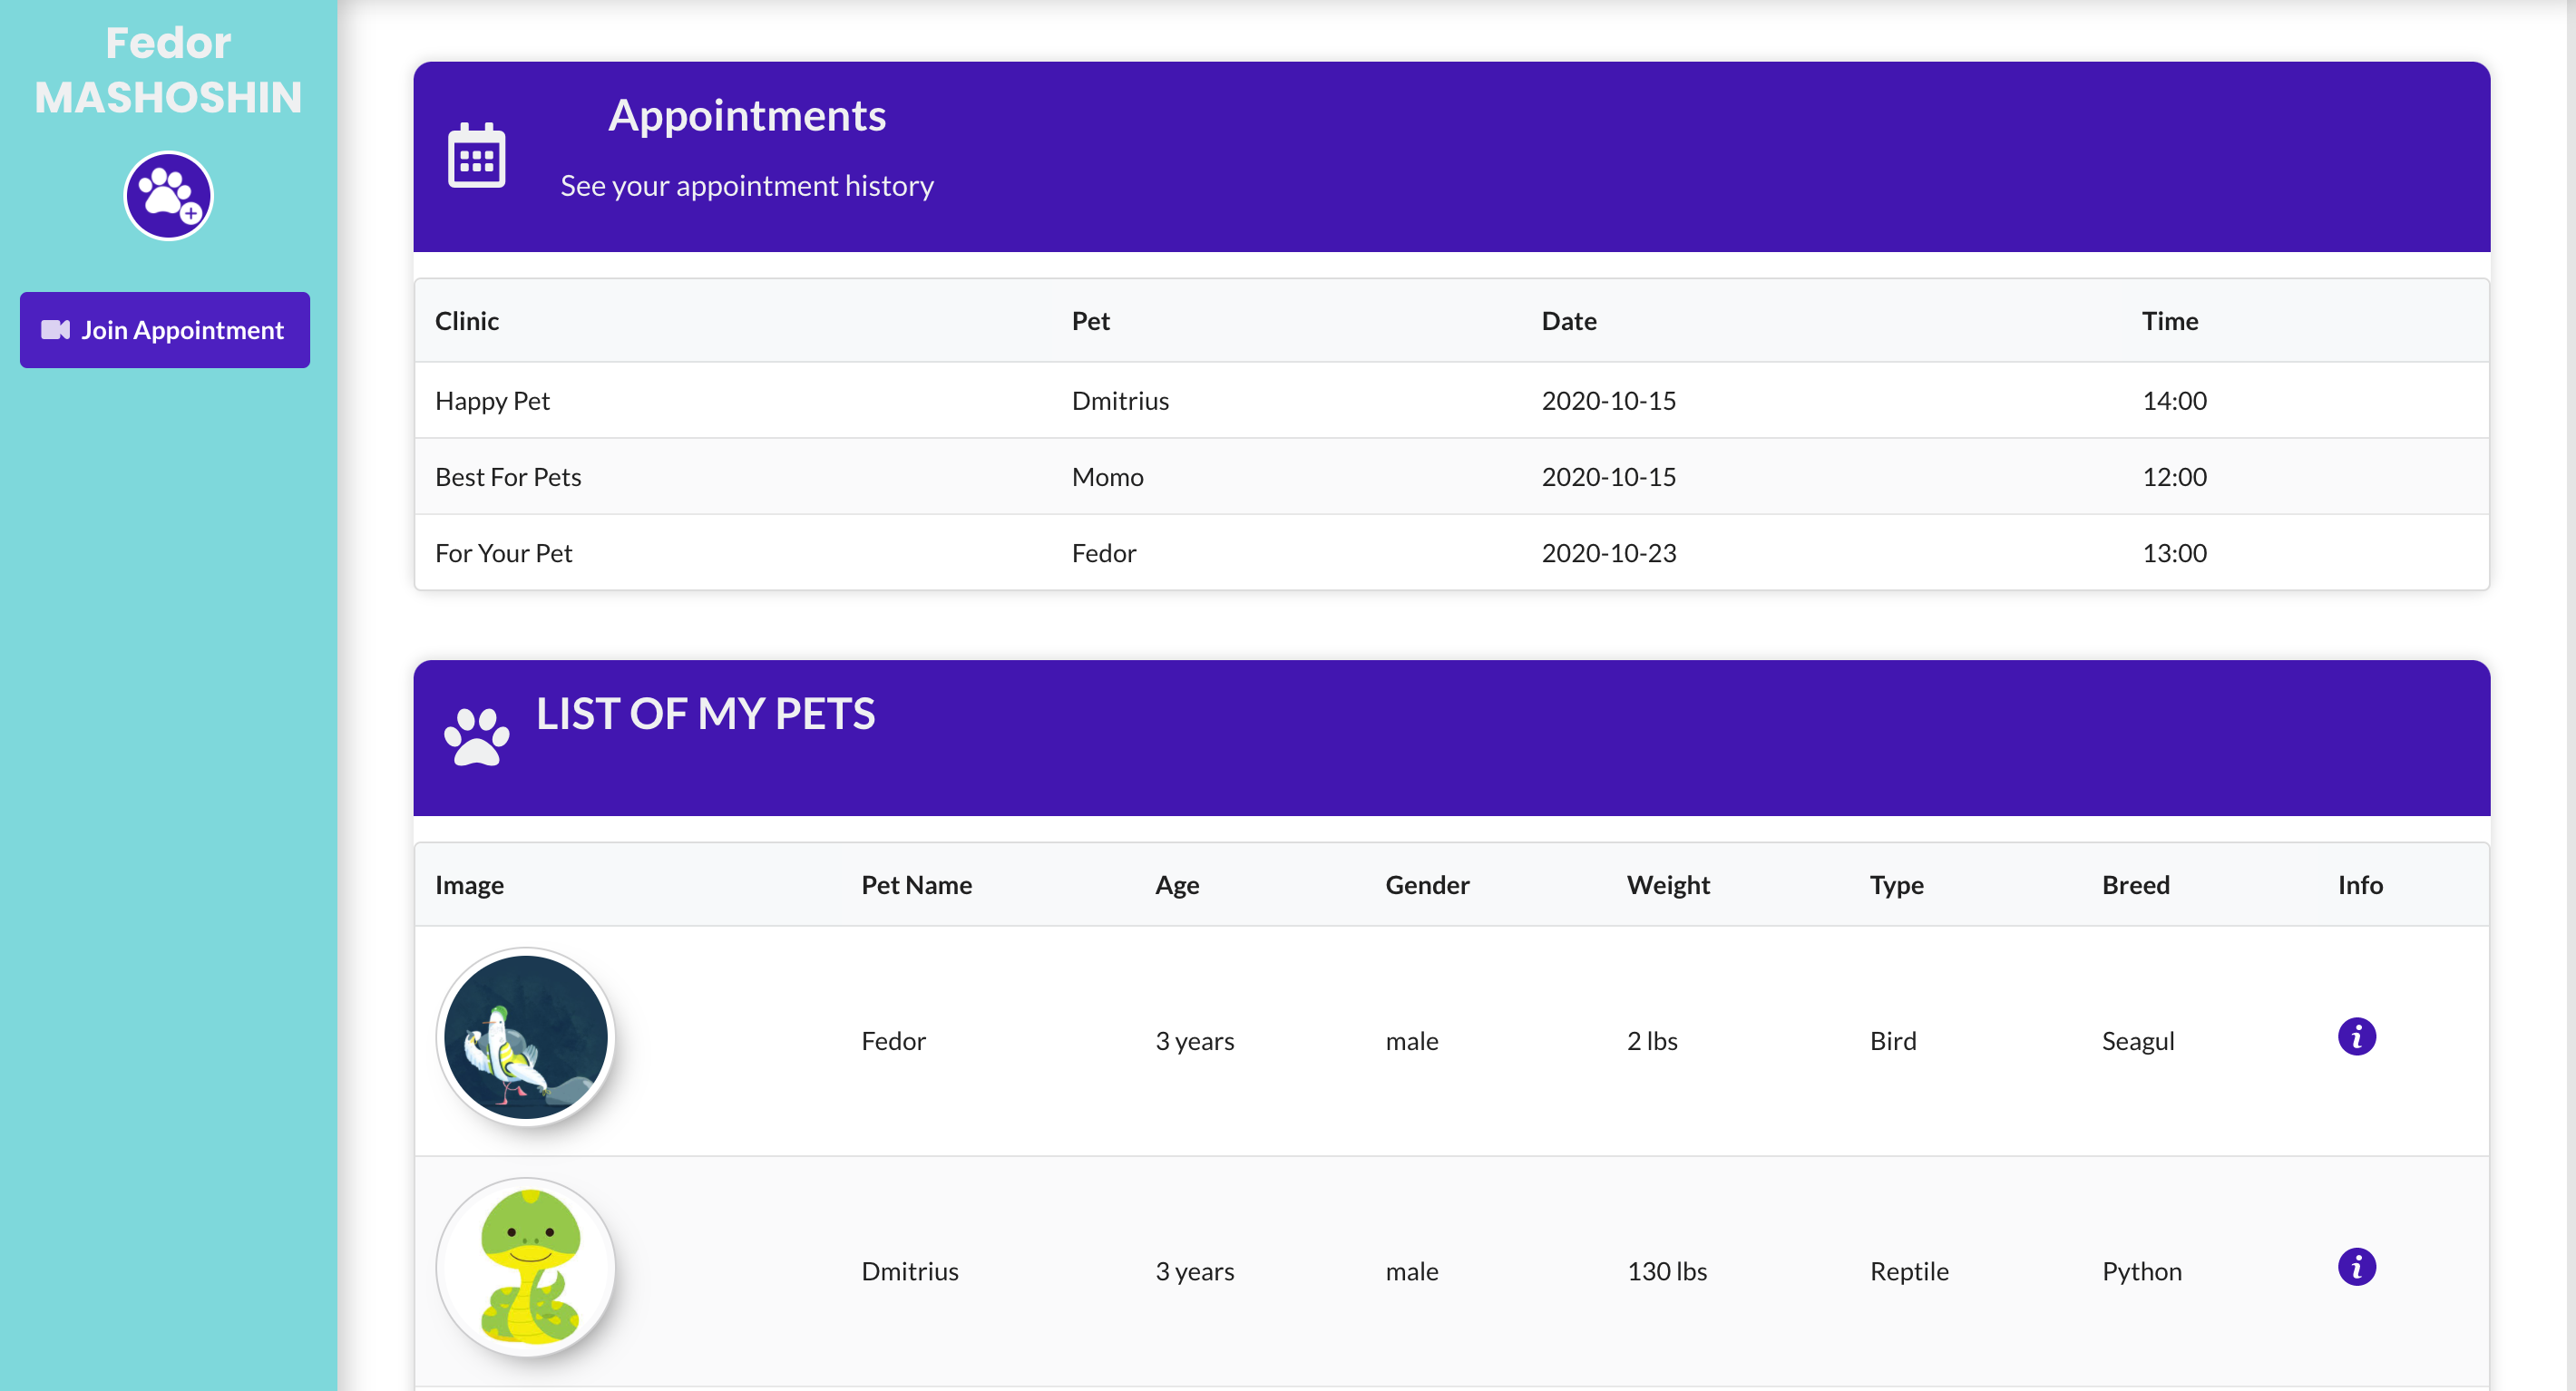 Fedor
MASHOSHIN
Join Appointment
Appointments
See your appointment history
Clinic Pet Date Time
Happy Pet Dmitrius 2020-10-15 14:00
Best For Pets Momo 2020-10-15 12:00
For Your Pet Fedor 2020-10-23 13:00
LIST OF MY PETS
Image Pet Name Age Gender Weight Type Breed Info
Fedor 3 years male 2 lbs Bird Seagul
Dmitrius 3 years male 130 lbs Reptile Python